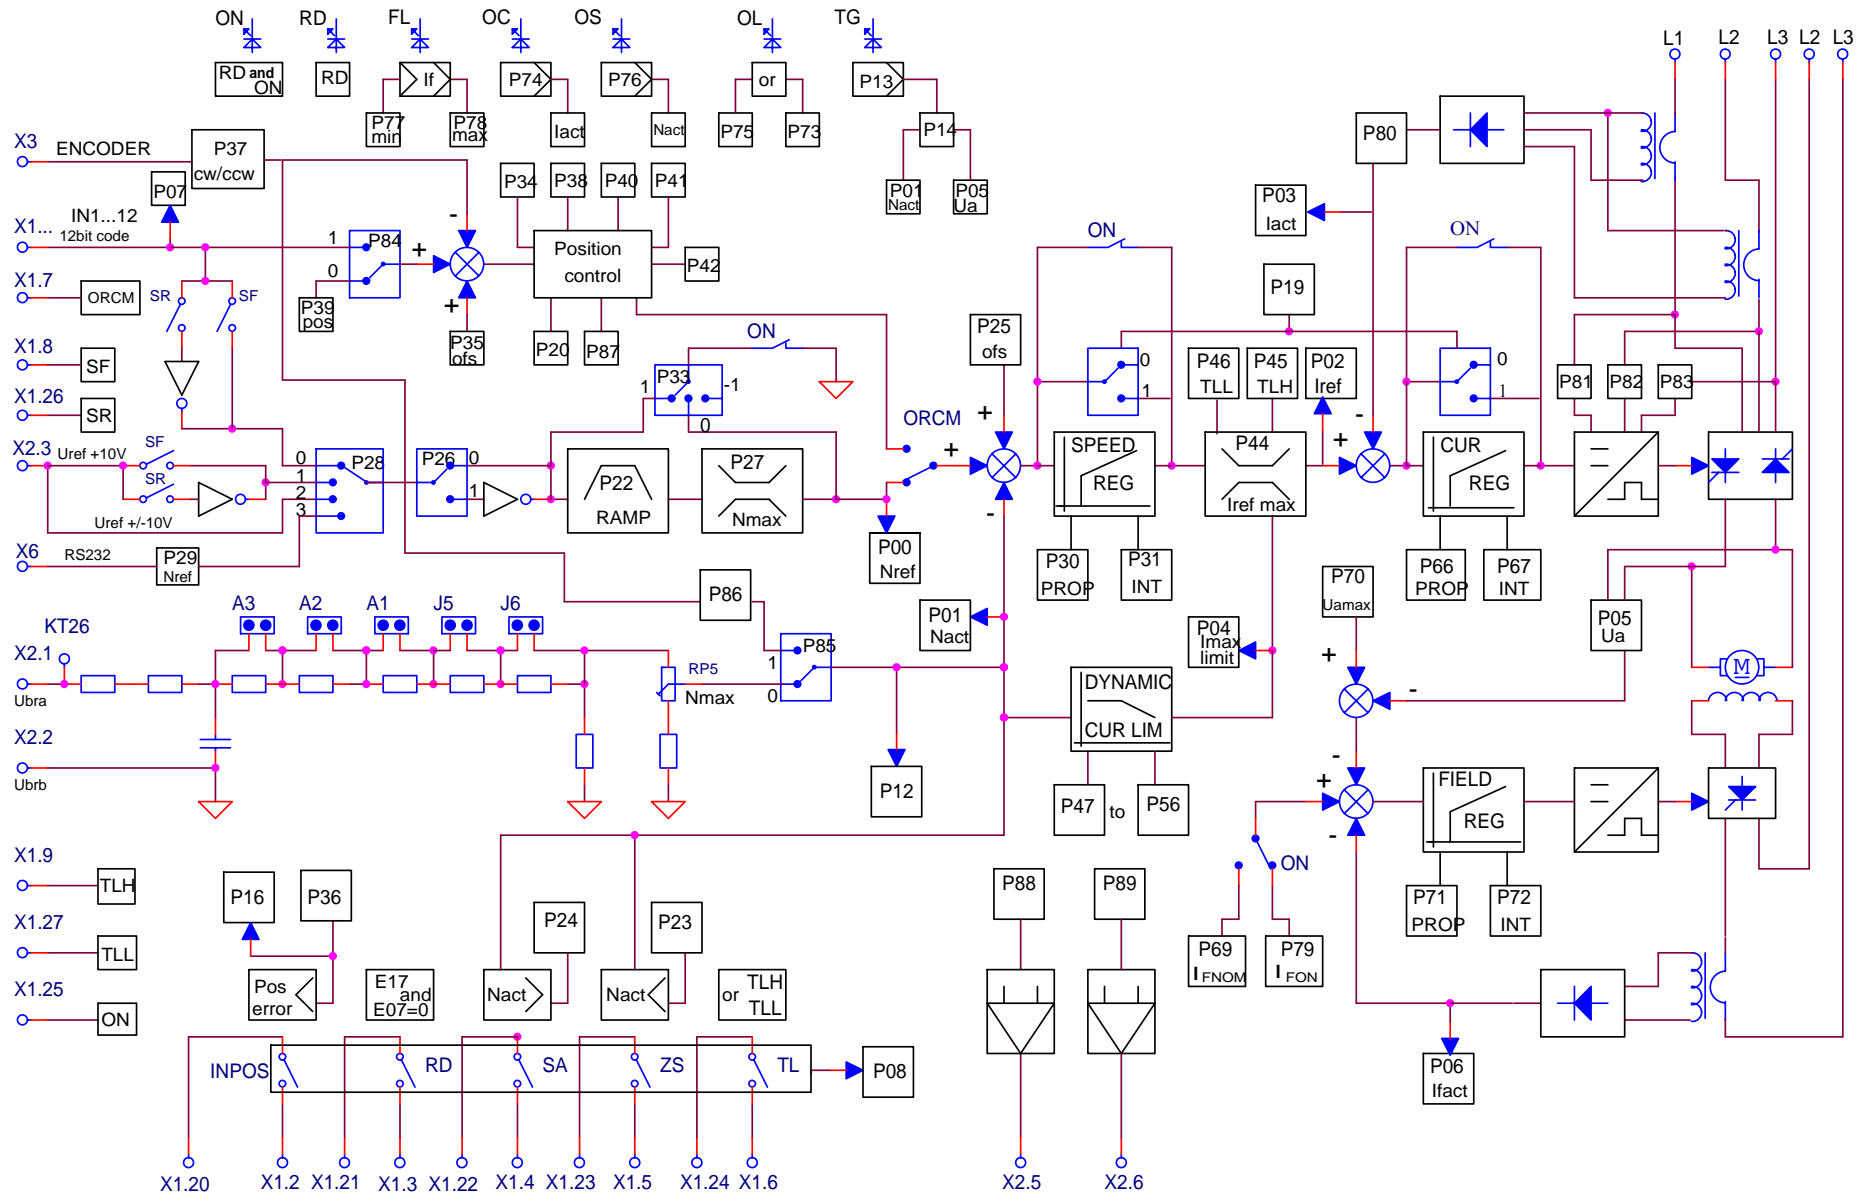 ON RD FL OC OS OL TG
L1 L2 L3 L2 L3
RD and ON
RD
If
P74
P76
or
P13
P77 min
P78 max
Iact
Nact
P75
P73
P14
P80
X3
ENCODER
P37
cw/ccw
P07
P34
P38
P40
P41
P01
Nact
P05
Ua
P03
Iact
X1...
IN1...12
12bit code
1
P84
0
-
+
+
Position
control
P42
ON
ON
X1.7
ORCM
SR
SF
P39
pos
P35
ofs
P20
P87
ON
P25
ofs
P19
X1.8
SF
X1.26
SR
1
P33
-1
0
0
1
P46
TLL
P45
TLH
P02
Iref
0
1
P81
P82
P83
ORCM
+
+
-
+
-
X2.3
Uref +10V
SF
SR
Uref +/-10V
0
1
2
3
P28
P26
0
1
P22
RAMP
P27
Nmax
SPEED
REG
P44
Iref max
CUR
REG
X6
RS232
P29
Nref
P00
Nref
P30
PROP
P31
INT
P66
PROP
P67
INT
P86
P70
Uamax
P05
Ua
A3 A2 A1 J5 J6
KT26
P01
Nact
P04
Imax
limit
X2.1
Ubra
RP5
Nmax
P85
1
0
+
-
M
DYNAMIC
CUR LIM
X2.2
Ubrb
P12
P47 to P56
-
+
-
FIELD
REG
ON
X1.9
TLH
P16
P36
P24
P23
P88
P89
P71
PROP
P72
INT
X1.27
TLL
P69
I FNOM
P79
I FON
X1.25
ON
Pos
error
E17
and
E07=0
Nact
Nact
TLH
or TLL
INPOS RD SA ZS TL
P08
P06
Ifact
X1.20 X1.2 X1.21 X1.3 X1.22 X1.4 X1.23 X1.5 X1.24 X1.6 X2.5 X2.6